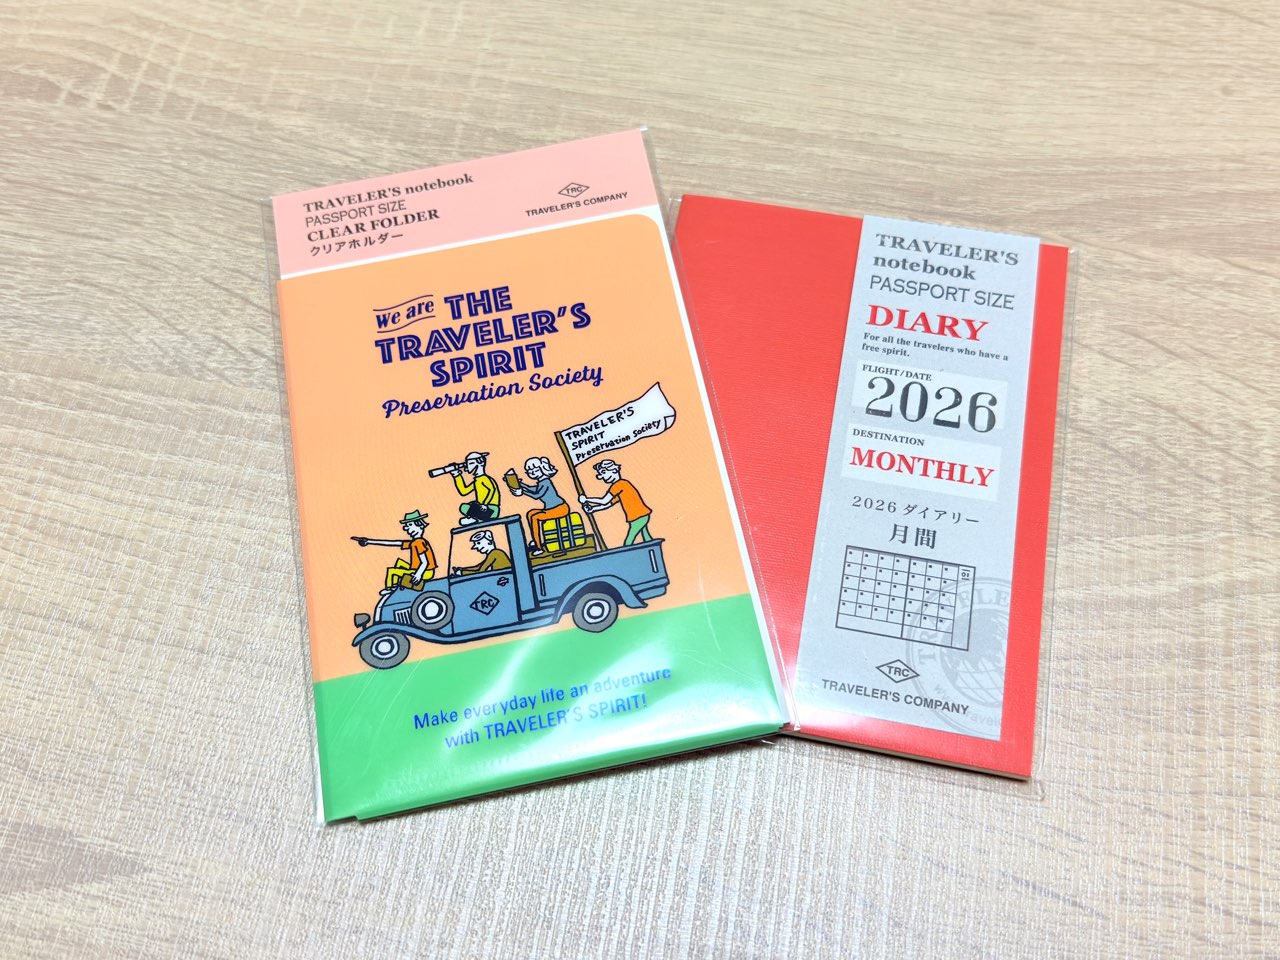 TRAVELER'S notebook
PASSPORT SIZE
CLEAR FOLDER
クリアホルダー
TRC
TRAVELER'S COMPANY
We are THE
TRAVELER'S
SPIRIT
Preservation Society
TRAVELER'S
SPIRIT
Preservation Society
TRC
Make everyday life an adventure
with TRAVELER'S SPIRIT!
TRAVELER'S
notebook
PASSPORT SIZE
DIARY
For all the travelers who have a
free spirit.
FLIGHT/DATE
2026
DESTINATION
MONTHLY
2026 ダイアリー
月間
01
TRC
TRAVELER'S COMPANY